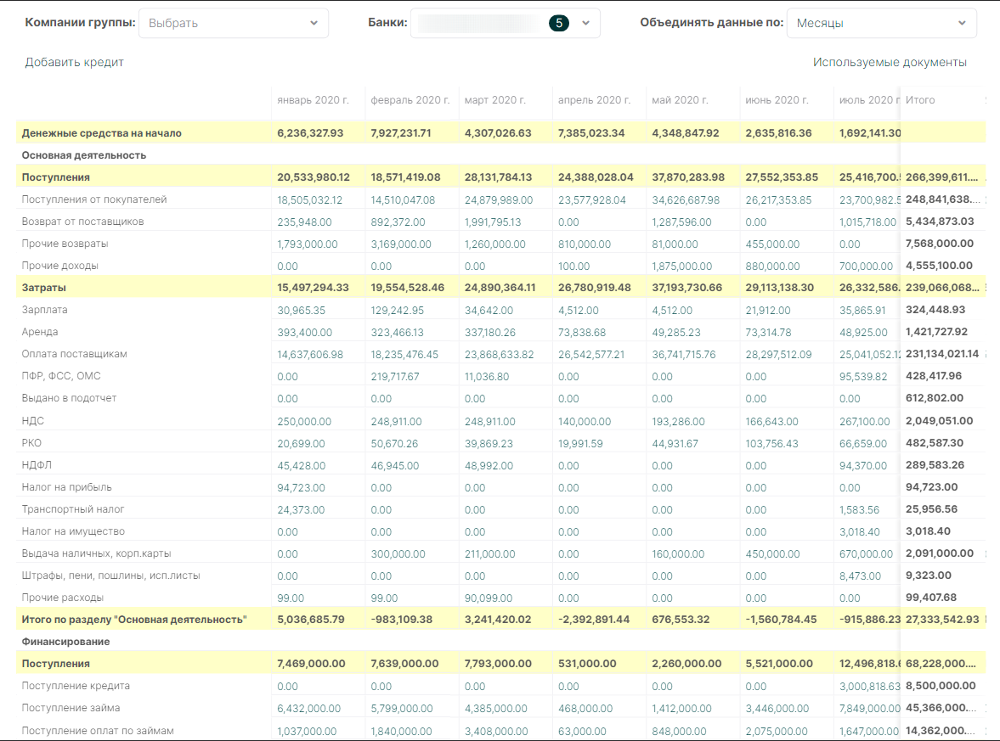 Компании группы: Выбрать Банки: 5 Объединять данные по: Месяцы
Добавить кредит Используемые документы
январь 2020 г. февраль 2020 г. март 2020 г. апрель 2020 г. май 2020 г. июнь 2020 г. июль 2020 г Итого
Денежные средства на начало 6,236,327.93 7,927,231.71 4,307,026.63 7,385,023.34 4,348,847.92 2,635,816.36 1,692,141.30
Основная деятельность
Поступления 20,533,980.12 18,571,419.08 28,131,784.13 24,388,028.04 37,870,283.98 27,552,353.85 25,416,700. 266,399,611....
Поступления от покупателей 18,505,032.12 14,510,047.08 24,879,989.00 23,577,928.04 34,626,687.98 26,217,353.85 23,700,982.5 248,841,638....
Возврат от поставщиков 235,948.00 892,372.00 1,991,795.13 0.00 1,287,596.00 0.00 1,015,718.00 5,434,873.03
Прочие возвраты 1,793,000.00 3,169,000.00 1,260,000.00 810,000.00 81,000.00 455,000.00 0.00 7,568,000.00
Прочие доходы 0.00 0.00 0.00 100.00 1,875,000.00 880,000.00 700,000.00 4,555,100.00
Затраты 15,497,294.33 19,554,528.46 24,890,364.11 26,780,919.48 37,193,730.66 29,113,138.30 26,332,586. 239,066,068...
Зарплата 30,965.35 129,242.95 34,642.00 4,512.00 4,512.00 21,912.00 35,865.91 324,448.93
Аренда 393,400.00 323,466.13 337,180.26 73,838.68 49,285.23 73,314.78 48,925.00 1,421,727.92
Оплата поставщикам 14,637,606.98 18,235,476.45 23,868,633.82 26,542,577.21 36,741,715.76 28,297,512.09 25,041,052.12 231,134,021.14
ПФР, ФСС, ОМС 0.00 219,717.67 11,036.80 0.00 0.00 0.00 95,539.82 428,417.96
Выдано в подотчет 0.00 0.00 0.00 0.00 0.00 0.00 0.00 612,802.00
НДС 250,000.00 248,911.00 248,911.00 140,000.00 193,286.00 166,643.00 267,100.00 2,049,051.00
РКО 20,699.00 50,670.26 39,869.23 19,991.59 44,931.67 103,756.43 66,659.00 482,587.30
НДФЛ 45,428.00 46,945.00 48,992.00 0.00 0.00 0.00 94,370.00 289,583.26
Налог на прибыль 94,723.00 0.00 0.00 0.00 0.00 0.00 0.00 94,723.00
Транспортный налог 24,373.00 0.00 0.00 0.00 0.00 0.00 1,583.56 25,956.56
Налог на имущество 0.00 0.00 0.00 0.00 0.00 0.00 3,018.40 3,018.40
Выдача наличных, корп.карты 0.00 300,000.00 211,000.00 0.00 160,000.00 450,000.00 670,000.00 2,091,000.00
Штрафы, пени, пошлины, исп.листы 0.00 0.00 0.00 0.00 0.00 0.00 8,473.00 9,323.00
Прочие расходы 99.00 99.00 90,099.00 0.00 0.00 0.00 0.00 99,407.68
Итого по разделу "Основная деятельность" 5,036,685.79 -983,109.38 3,241,420.02 -2,392,891.44 676,553.32 -1,560,784.45 -915,886.23 27,333,542.93
Финансирование
Поступления 7,469,000.00 7,639,000.00 7,793,000.00 531,000.00 2,260,000.00 5,521,000.00 12,496,818.6 68,228,000....
Поступление кредита 0.00 0.00 0.00 0.00 0.00 0.00 3,000,818.63 8,500,000.00
Поступление займа 6,432,000.00 5,799,000.00 4,385,000.00 468,000.00 1,412,000.00 3,446,000.00 7,849,000.00 45,366,000....
Поступление оплат по займам 1,037,000.00 1,840,000.00 3,408,000.00 63,000.00 848,000.00 2,075,000.00 1,647,000.00 14,362,000....